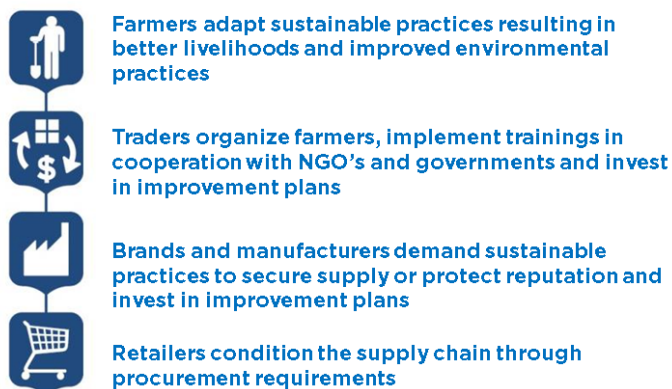 Farmers adapt sustainable practices resulting in
better livelihoods and improved environmental
practices
$
Traders organize farmers, implement trainings in
cooperation with NGO's and governments and invest
in improvement plans
Brands and manufacturers demand sustainable
practices to secure supply or protect reputation and
invest in improvement plans
Retailers condition the supply chain through
procurement requirements